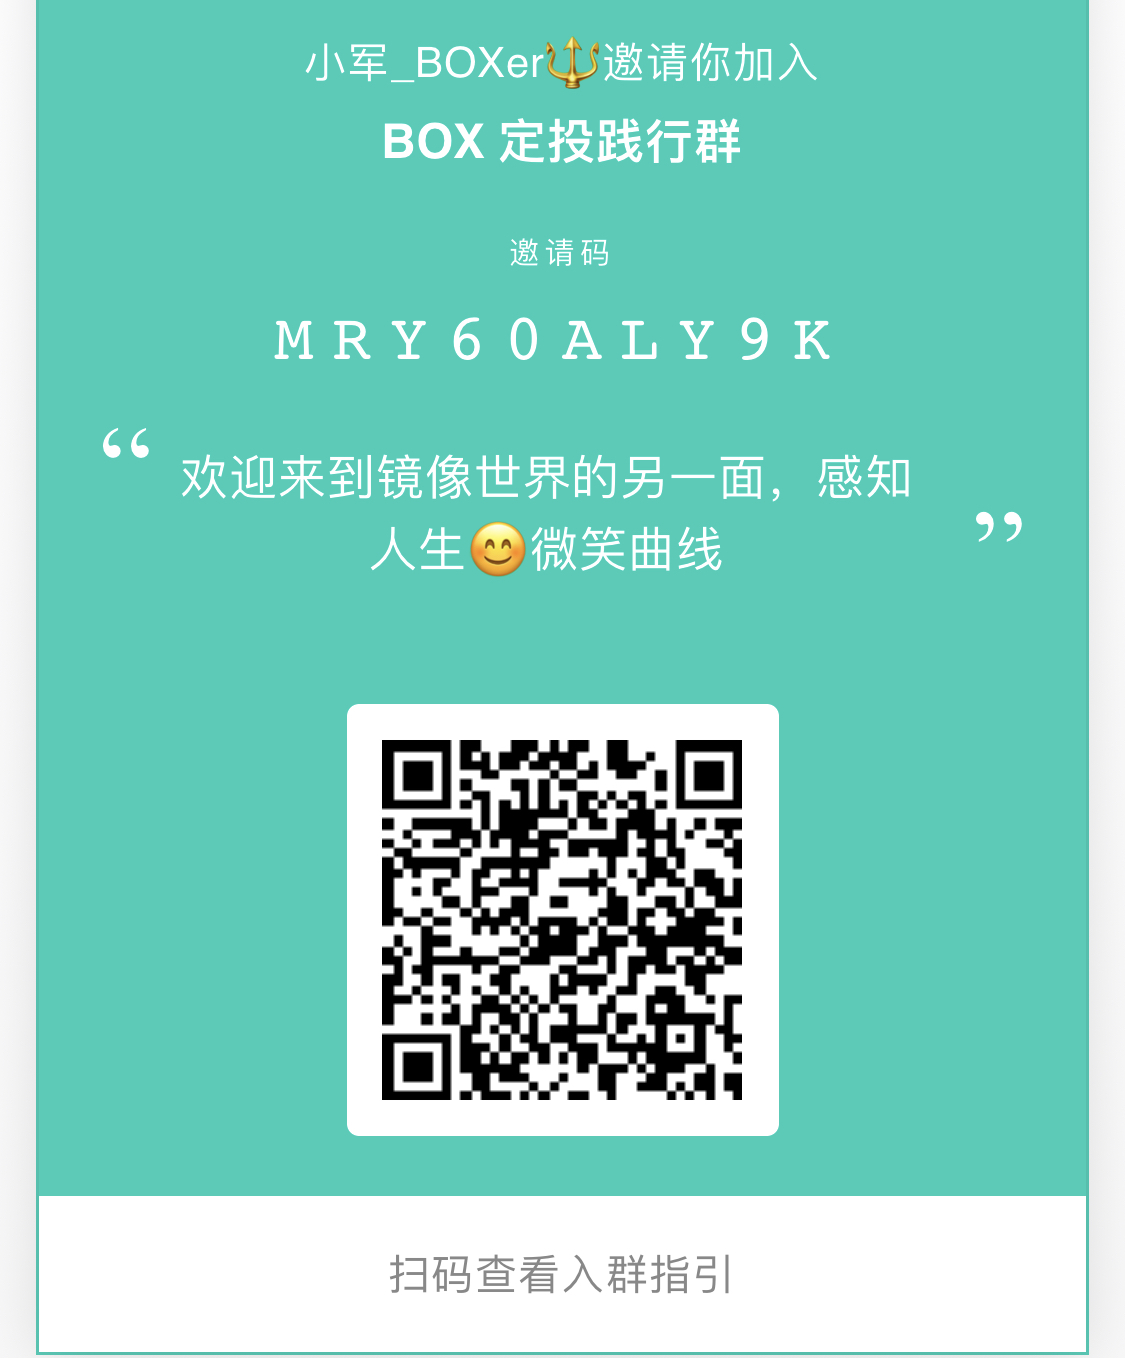 小军_BOXer🔱邀请你加入
BOX 定投践行群
邀请码
MRY60ALY9K
“欢迎来到镜像世界的另一面，感知
人生😊微笑曲线”
扫码查看入群指引